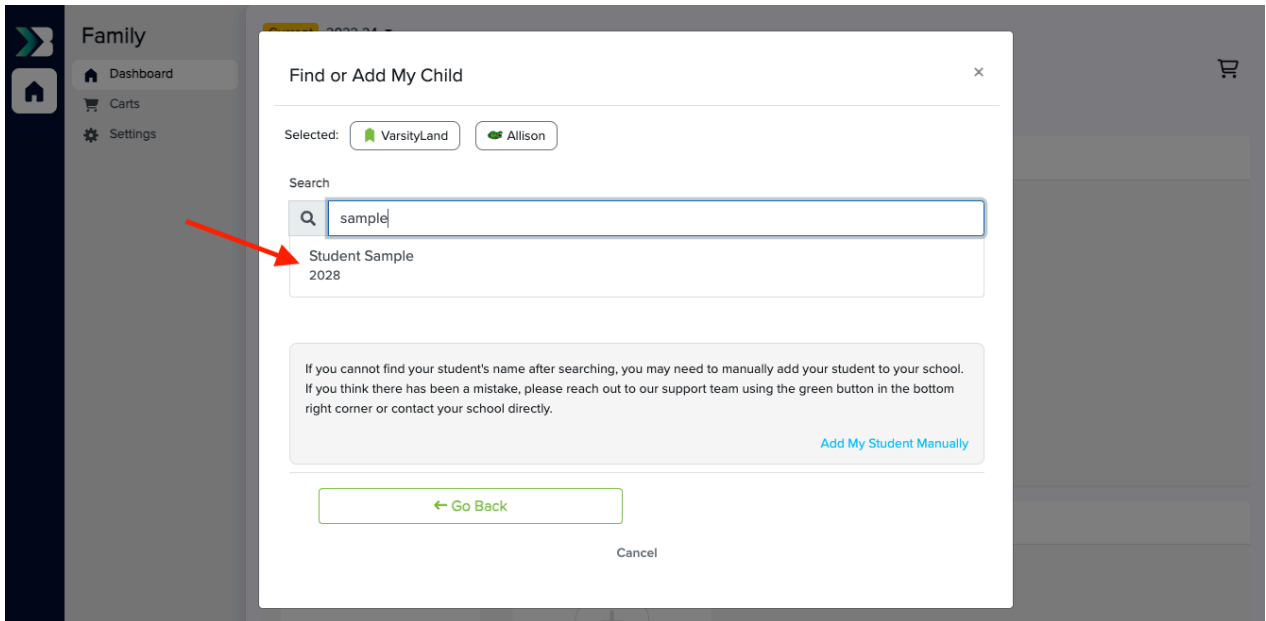 Family
Dashboard
Carts
Settings
Current 2023-24
Find or Add My Child
×
Selected: VarsityLand Allison
Search
sample
Student Sample
2028
If you cannot find your student's name after searching, you may need to manually add your student to your school.
If you think there has been a mistake, please reach out to our support team using the green button in the bottom
right corner or contact your school directly.
Add My Student Manually
← Go Back
Cancel